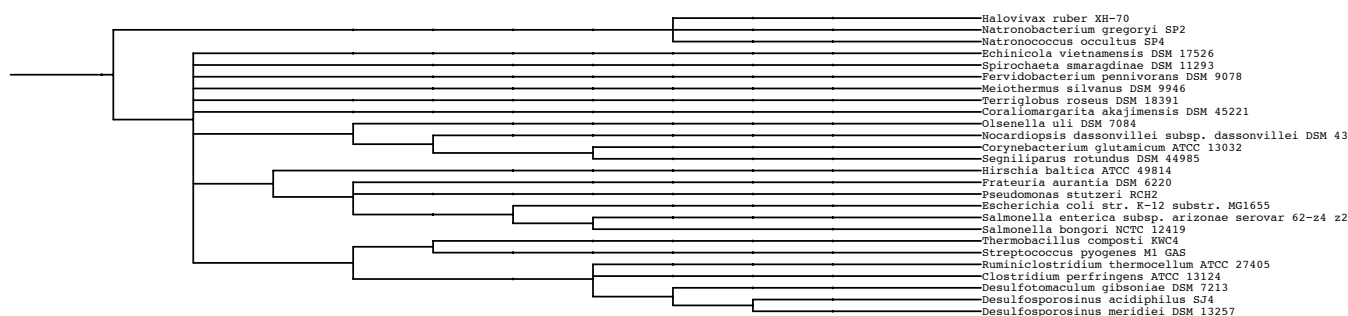 Halovivax ruber XH-70
Natronobacterium gregoryi SP2
Natronococcus occultus SP4
Echinicola vietnamensis DSM 17526
Spirochaeta smaragdinae DSM 11293
Fervidobacterium pennivorans DSM 9078
Meiothermus silvanus DSM 9946
Terriglobus roseus DSM 18391
Coraliomargarita akajimensis DSM 45221
Olsenella uli DSM 7084
Nocardiopsis dassonvillei subsp. dassonvillei DSM 43
Corynebacterium glutamicum ATCC 13032
Segniliparus rotundus DSM 44985
Hirschia baltica ATCC 49814
Frateuria aurantia DSM 6220
Pseudomonas stutzeri RCH2
Escherichia coli str. K-12 substr. MG1655
Salmonella enterica subsp. arizonae serovar 62-z4 z2
Salmonella bongori NCTC 12419
Thermobacillus composti KWC4
Streptococcus pyogenes M1 GAS
Ruminiclostridium thermocellum ATCC 27405
Clostridium perfringens ATCC 13124
Desulfotomaculum gibsoniae DSM 7213
Desulfosporosinus acidiphilus SJ4
Desulfosporosinus meridiei DSM 13257